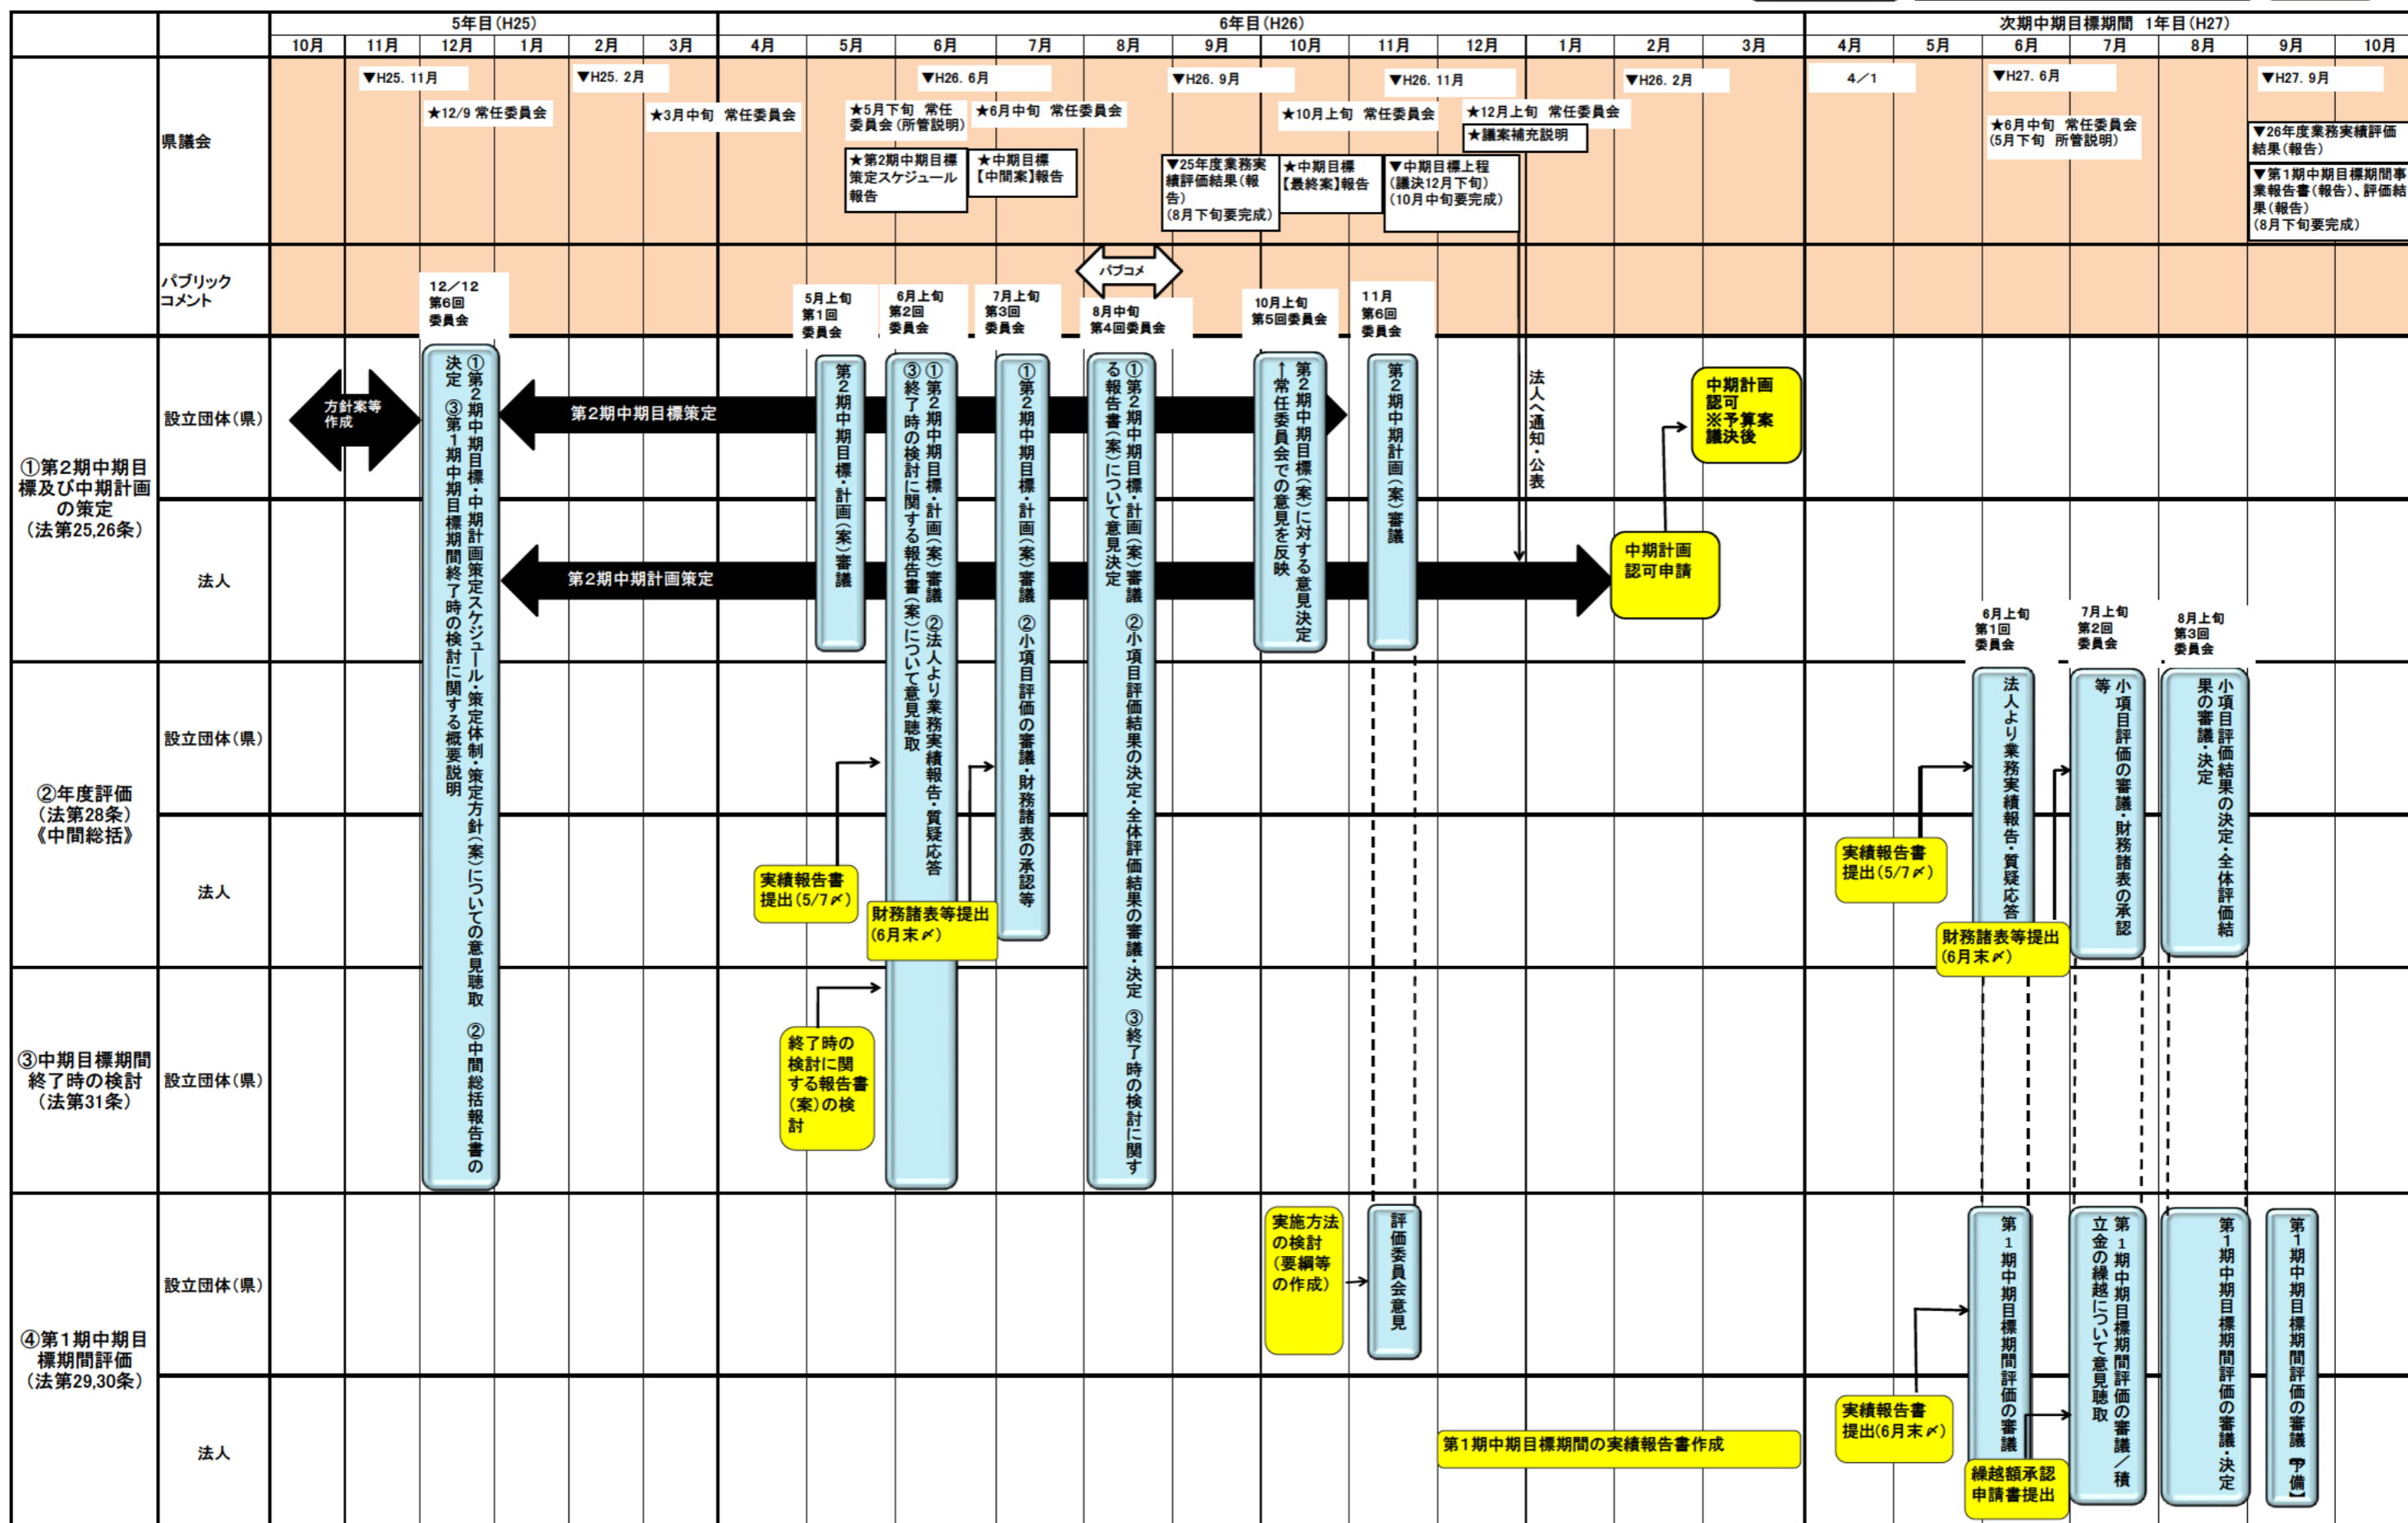 5年目(H25)
6年目(H26)
次期中期目標期間 1年目(H27)
10月
11月
12月
1月
2月
3月
4月
5月
6月
7月
8月
9月
10月
11月
12月
1月
2月
3月
4月
5月
6月
7月
8月
9月
10月
県議会
▼H25. 11月
▼H25. 2月
▼H26. 6月
▼H26. 9月
▼H26. 11月
▼H26. 2月
4/1
▼H27. 6月
▼H27. 9月
★12/9 常任委員会
★3月中旬 常任委員会
★5月下旬 常任
委員会(所管説明)
★6月中旬 常任委員会
★10月上旬 常任委員会
★12月上旬 常任委員会
★議案補充説明
★6月中旬 常任委員会
(5月下旬 所管説明)
★第2期中期目標
策定スケジュール
報告
★中期目標
【中間案】報告
▼25年度業務実
績評価結果(報
告)
(8月下旬要完成)
★中期目標
【最終案】報告
▼中期目標上程
(議決12月下旬)
(10月中旬要完成)
▼26年度業務実績評価
結果(報告)
▼第1期中期目標期間事
業報告書(報告)、評価結
果(報告)
(8月下旬要完成)
パブリック
コメント
パブコメ
12/12
第6回
委員会
5月上旬
第1回
委員会
6月上旬
第2回
委員会
7月上旬
第3回
委員会
8月中旬
第4回委員会
10月上旬
第5回委員会
11月
第6回
委員会
①第2期中期目
標及び中期計画
の策定
(法第25,26条)
設立団体(県)
方針案等
作成
第2期中期目標策定
①第2期中期目標・中期計画策定スケジュール・策定体制・策定方針(案)についての意見聴取 ②中間総括報告書の
決定 ③第1期中期目標期間終了時の検討に関する概要説明
第2期中期目標・計画(案)審議
①第2期中期目標・計画(案)審議 ②法人より業務実績報告・質疑応答
③終了時の検討に関する報告書(案)について意見聴取
①第2期中期目標・計画(案)審議 ②小項目評価の審議・財務諸表の承認等
①第2期中期目標・計画(案)審議 ②小項目評価結果の決定・全体評価結果の審議・決定 ③終了時の検討に関す
る報告書(案)について意見決定
第2期中期目標(案)に対する意見決定
↑常任委員会での意見を反映
第2期中期計画(案)審議
法人へ通知・公表
中期計画
認可
※予算案
議決後
法人
第2期中期計画策定
中期計画
認可申請
6月上旬
第1回
委員会
7月上旬
第2回
委員会
8月上旬
第3回
委員会
②年度評価
(法第28条)
《中間総括》
設立団体(県)
法人より業務実績報告・質疑応答
小項目評価の審議・財務諸表の承認
等
小項目評価結果の決定・全体評価結
果の審議・決定
法人
実績報告書
提出(5/7〆)
財務諸表等提出
(6月末〆)
実績報告書
提出(5/7〆)
財務諸表等提出
(6月末〆)
③中期目標期間
終了時の検討
(法第31条)
設立団体(県)
終了時の
検討に関
する報告書
(案)の検
討
④第1期中期目
標期間評価
(法第29,30条)
設立団体(県)
実施方法
の検討
(要綱等
の作成)
評価委員会意見
第1期中期目標期間評価の審議
第1期中期目標期間評価の審議/積
立金の繰越について意見聴取
第1期中期目標期間評価の審議・決定
第1期中期目標期間評価の審議【予備】
法人
第1期中期目標期間の実績報告書作成
実績報告書
提出(6月末〆)
繰越額承認
申請書提出